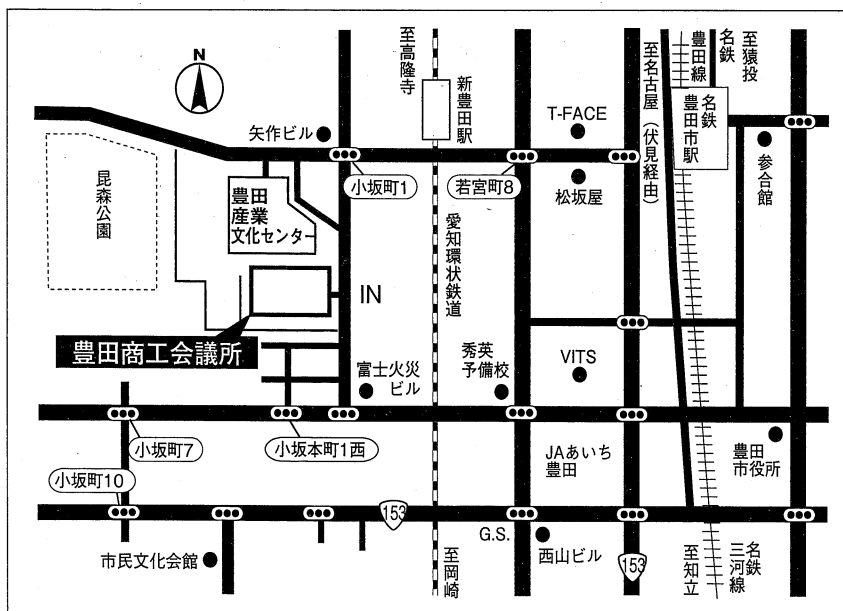 N
至高隆寺
新豊田駅
矢作ビル
T-FACE
至名古屋（伏見経由）
豊田線
名鉄
至猿投
名鉄
豊田市駅
参合館
小坂町1
若宮町8
松坂屋
昆森公園
豊田
産業
文化センター
愛知環状鉄道
IN
豊田商工会議所
富士火災
ビル
秀英
予備校
VITS
小坂町7
小坂本町1西
JAあいち
豊田
豊田
市役所
小坂町10
153
市民文化会館
至岡崎
G.S.
西山ビル
153
至知立
名鉄
三河線